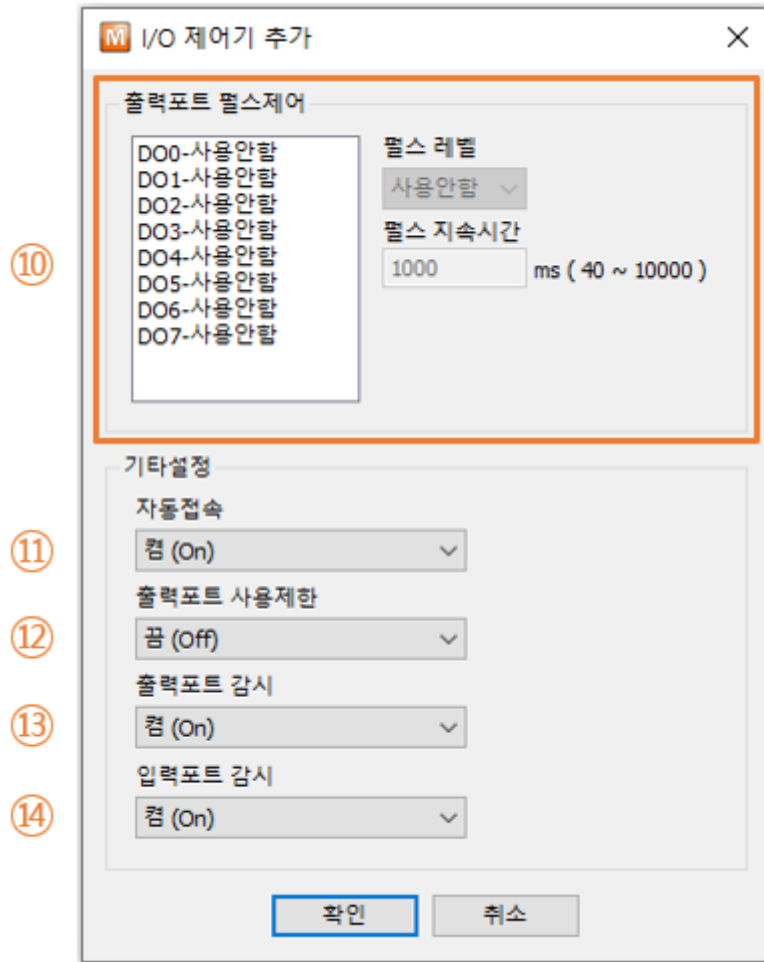 M I/O 제어기 추가
출력포트 펄스제어
DO0-사용안함
DO1-사용안함
DO2-사용안함
DO3-사용안함
DO4-사용안함
DO5-사용안함
DO6-사용안함
DO7-사용안함
펄스 레벨
사용안함
펄스 지속시간
1000 ms ( 40 ~ 10000 )
⑩
기타설정
자동접속
⑪ 켬 (On)
출력포트 사용제한
⑫ 끔 (Off)
출력포트 감시
⑬ 켬 (On)
입력포트 감시
⑭ 켬 (On)
확인 취소